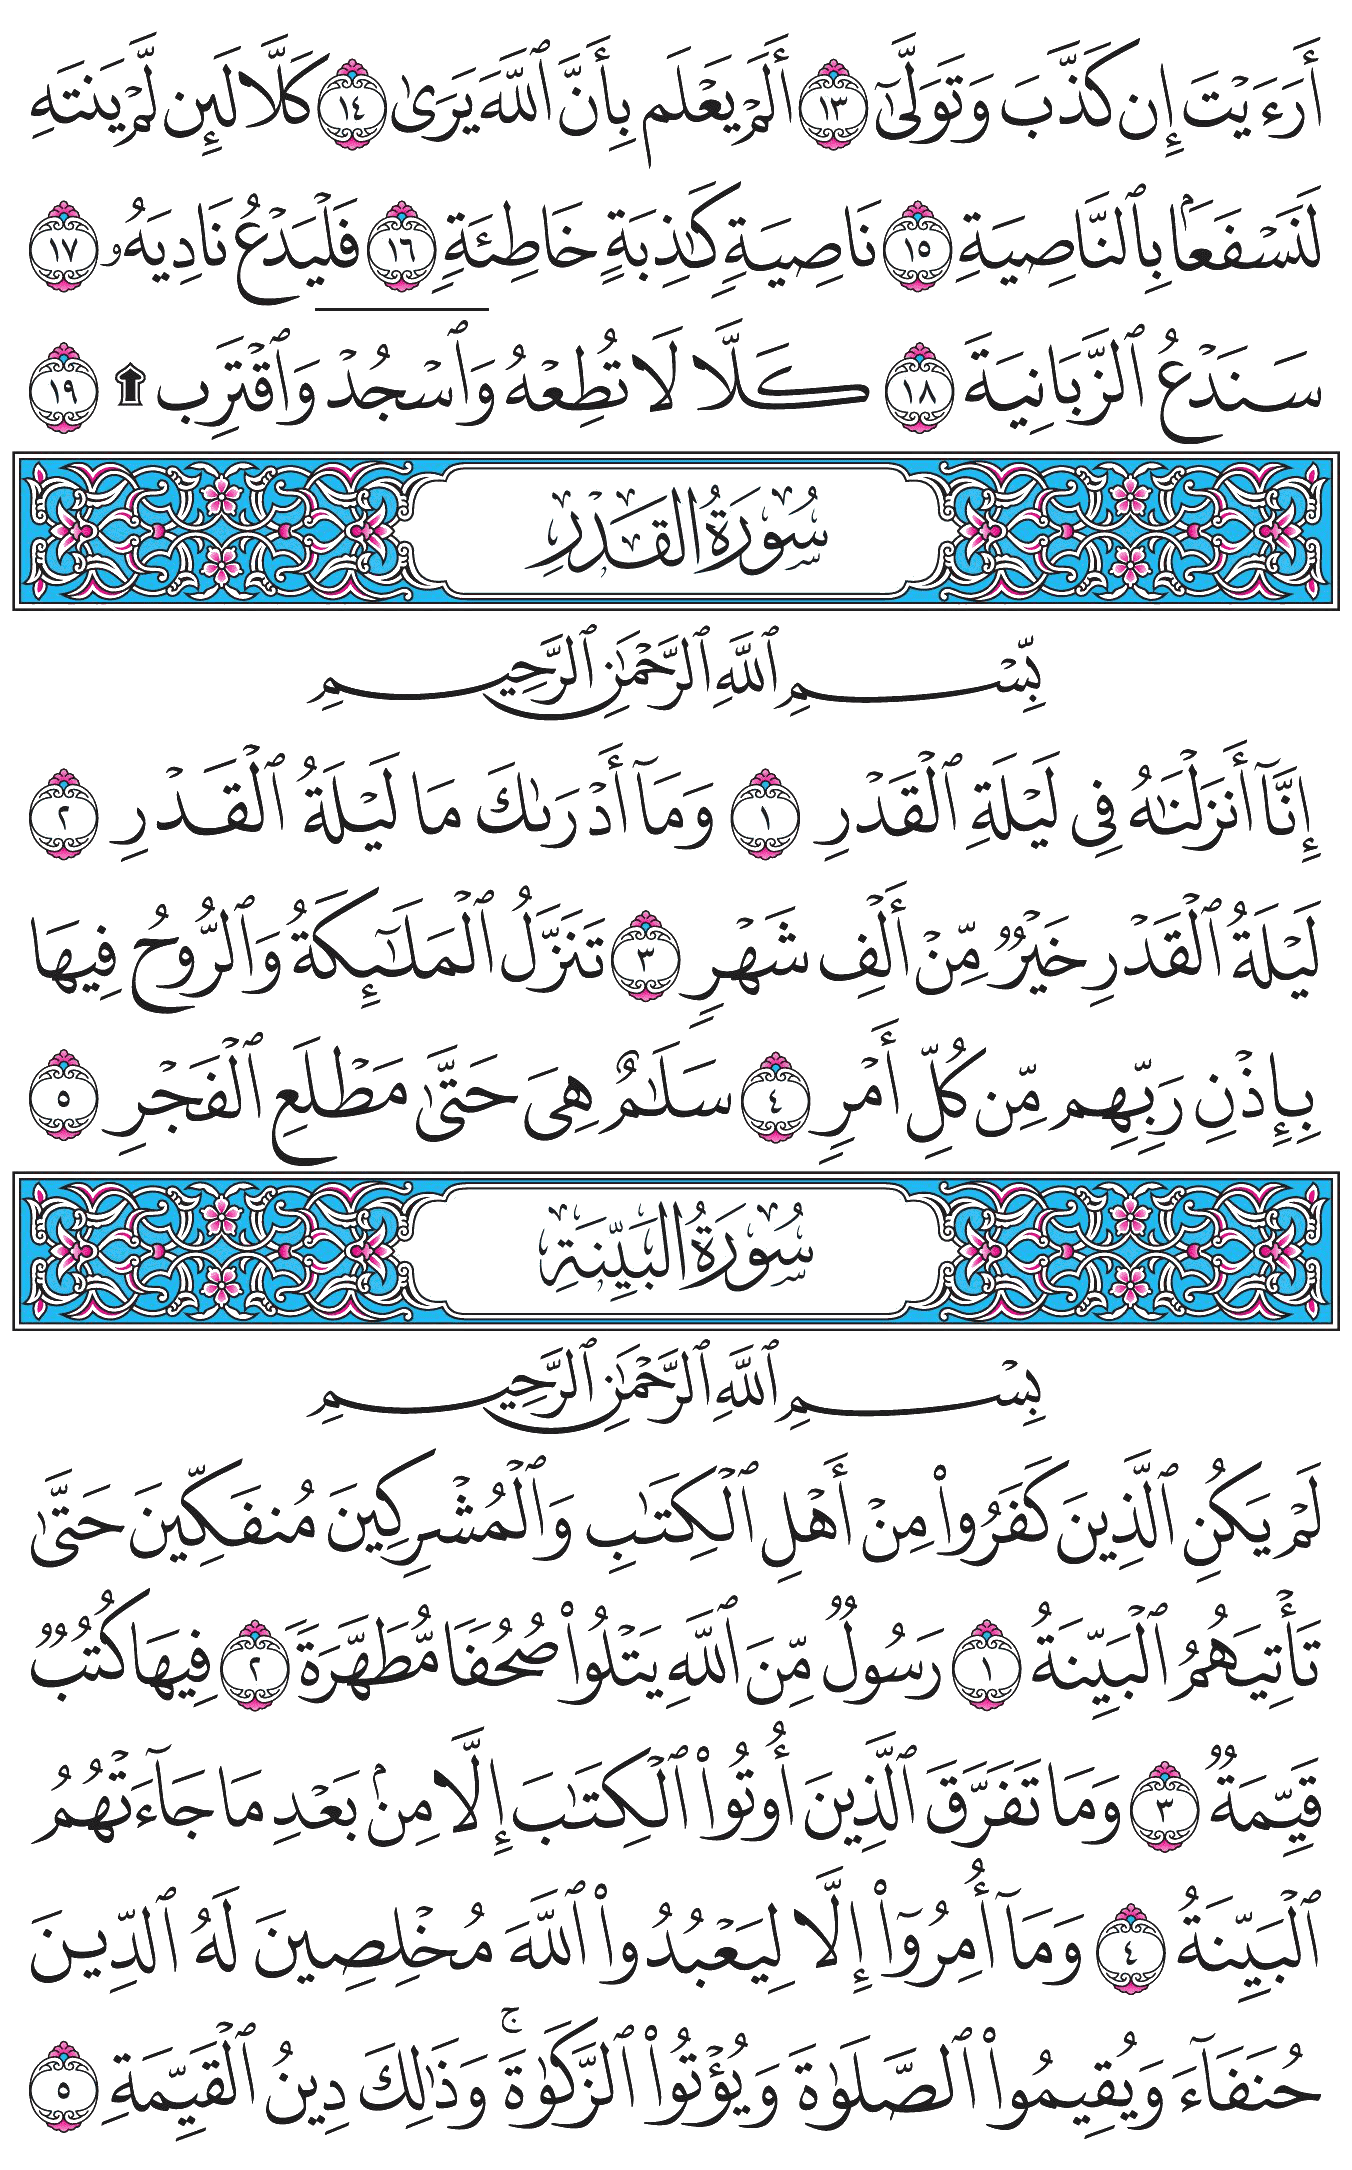 أَرَءَيْتَ إِن كَذَّبَ وَتَوَلَّىٰٓ ١٣ أَلَمْ يَعْلَم بِأَنَّ ٱللَّهَ يَرَىٰ ١٤ كَلَّا لَئِن لَّمْ يَنتَهِ
لَنَسْفَعًۢا بِٱلنَّاصِيَةِ ١٥ نَاصِيَةٍ كَـٰذِبَةٍ خَاطِئَةٍ ١٦ فَلْيَدْعُ نَادِيَهُۥ ١٧
سَنَدْعُ ٱلزَّبَانِيَةَ ١٨ كَلَّا لَا تُطِعْهُ وَٱسْجُدْ وَٱقْتَرِب ۩ ١٩
سُورَةُ القَدْرِ
بِّسْمِ ٱللَّهِ ٱلرَّحْمَـٰنِ ٱلرَّحِيمِ
إِنَّآ أَنزَلْنَـٰهُ فِى لَيْلَةِ ٱلْقَدْرِ ١ وَمَآ أَدْرَىٰكَ مَا لَيْلَةُ ٱلْقَدْرِ ٢
لَيْلَةُ ٱلْقَدْرِ خَيْرٌ مِّنْ أَلْفِ شَهْرٍ ٣ تَنَزَّلُ ٱلْمَلَـٰٓئِكَةُ وَٱلرُّوحُ فِيهَا
بِإِذْنِ رَبِّهِم مِّن كُلِّ أَمْرٍ ٤ سَلَـٰمٌ هِىَ حَتَّىٰ مَطْلَعِ ٱلْفَجْرِ ٥
سُورَةُ البَيِّنَةِ
بِسْمِ ٱللَّهِ ٱلرَّحْمَـٰنِ ٱلرَّحِيمِ
لَمْ يَكُنِ ٱلَّذِينَ كَفَرُوا۟ مِنْ أَهْلِ ٱلْكِتَـٰبِ وَٱلْمُشْرِكِينَ مُنفَكِّينَ حَتَّىٰ
تَأْتِيَهُمُ ٱلْبَيِّنَةُ ١ رَسُولٌ مِّنَ ٱللَّهِ يَتْلُوا۟ صُحُفًا مُّطَهَّرَةً ٢ فِيهَا كُتُبٌ
قَيِّمَةٌ ٣ وَمَا تَفَرَّقَ ٱلَّذِينَ أُوتُوا۟ ٱلْكِتَـٰبَ إِلَّا مِنۢ بَعْدِ مَا جَآءَتْهُمُ
ٱلْبَيِّنَةُ ٤ وَمَآ أُمِرُوٓا۟ إِلَّا لِيَعْبُدُوا۟ ٱللَّهَ مُخْلِصِينَ لَهُ ٱلدِّينَ
حُنَفَآءَ وَيُقِيمُوا۟ ٱلصَّلَوٰةَ وَيُؤْتُوا۟ ٱلزَّكَوٰةَ ۚ وَذَٰلِكَ دِينُ ٱلْقَيِّمَةِ ٥